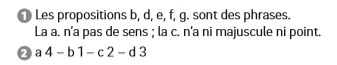 1 Les propositions b, d, e, f, g. sont des phrases.
La a. n'a pas de sens ; la c. n'a ni majuscule ni point.
2 a 4 – b 1 – c 2 – d 3